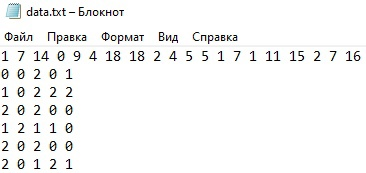 data.txt – Блокнот
Файл Правка Формат Вид Справка
1 7 14 0 9 4 18 18 2 4 5 5 1 7 1 11 15 2 7 16
0 0 2 0 1
1 0 2 2 2
2 0 2 0 0
1 2 1 1 0
2 0 2 0 0
2 0 1 2 1